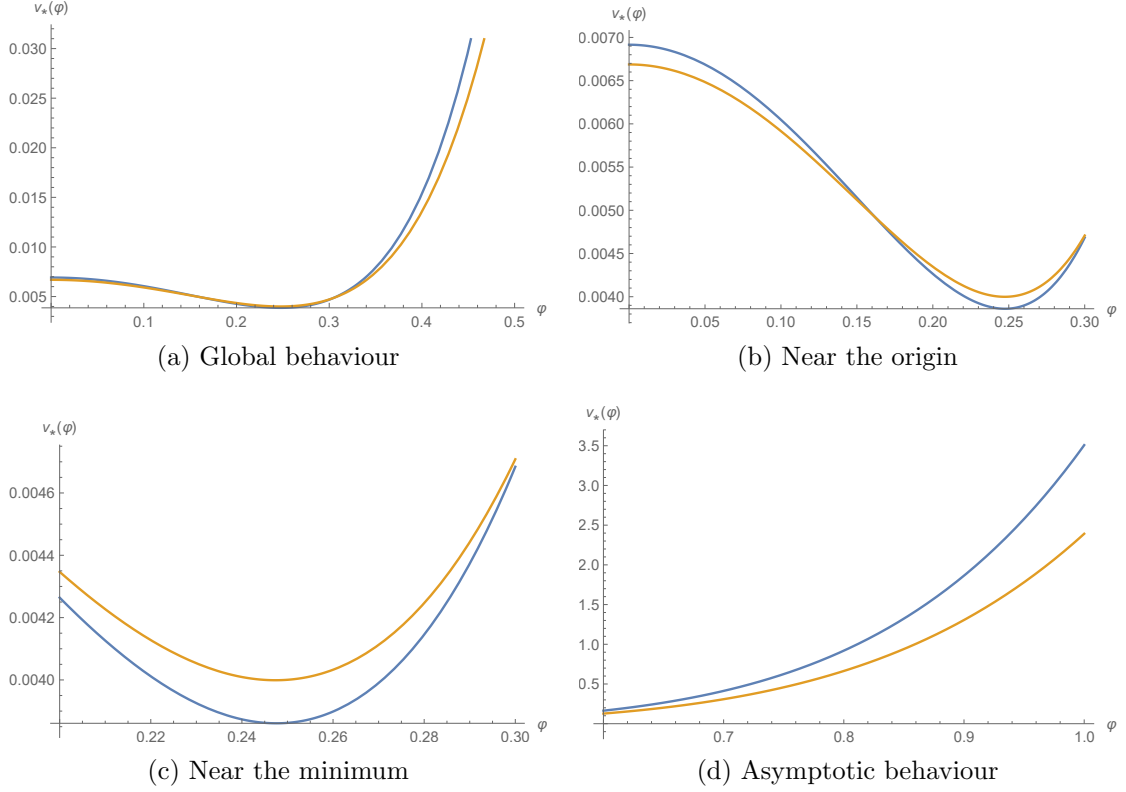 v*(φ)
0.030
0.025
0.020
0.015
0.010
0.005
0.1 0.2 0.3 0.4 0.5 φ
(a) Global behaviour
v*(φ)
0.0070
0.0065
0.0060
0.0055
0.0050
0.0045
0.0040
0.05 0.10 0.15 0.20 0.25 0.30 φ
(b) Near the origin
v*(φ)
0.0046
0.0044
0.0042
0.0040
0.22 0.24 0.26 0.28 0.30 φ
(c) Near the minimum
v*(φ)
3.5
3.0
2.5
2.0
1.5
1.0
0.5
0.7 0.8 0.9 1.0 φ
(d) Asymptotic behaviour